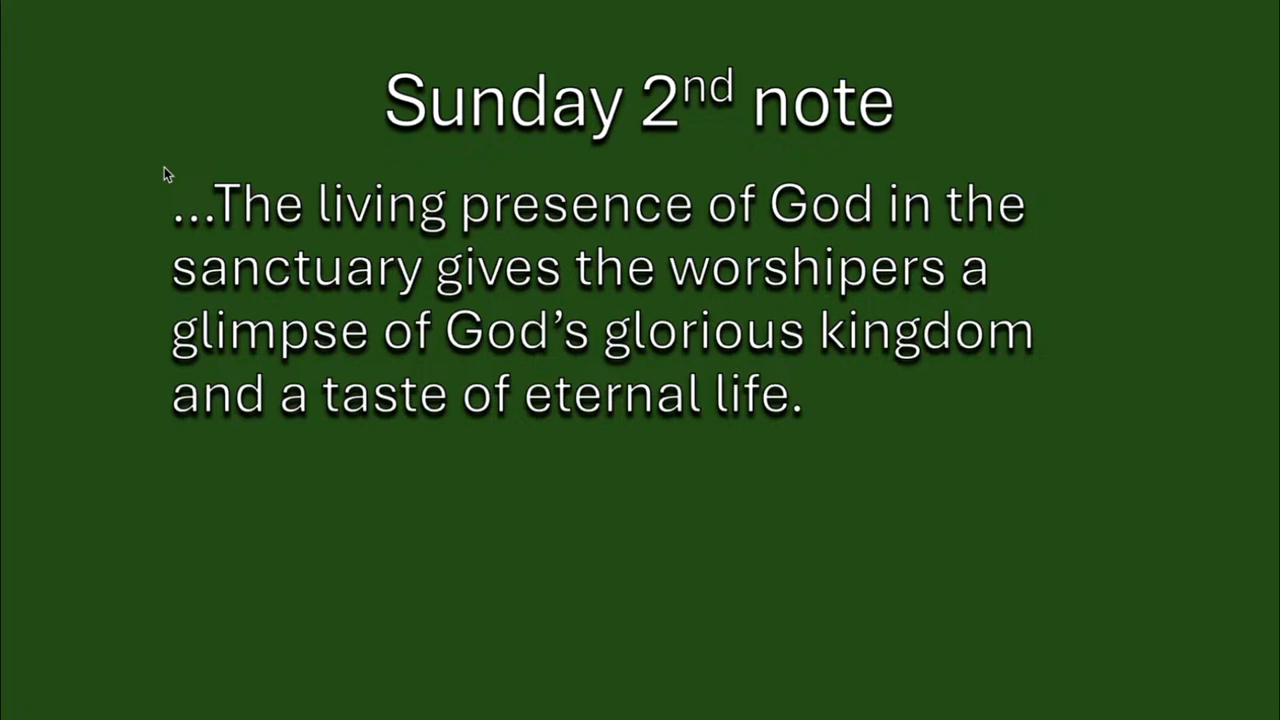 Sunday 2nd note
...The living presence of God in the
sanctuary gives the worshipers a
glimpse of God’s glorious kingdom
and a taste of eternal life.